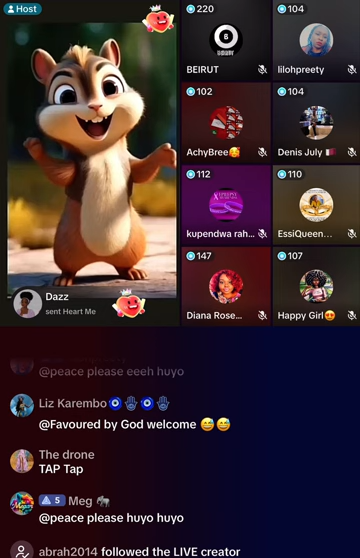 Host
220
BEIRUT
104
lilohpreety
102
AchyBree🥰
104
Denis July 🇲🇹
112
kupendwa rah...
110
EssiQueen...
147
Diana Rose...
107
Happy Girl😍
Dazz
sent Heart Me
@peace please eeeh huyo
Liz Karembo🧿🪬🧿🪬
@Favoured by God welcome 😅😅
The drone
TAP Tap
5 Meg 🐘
@peace please huyo huyo
abrah2014 followed the LIVE creator